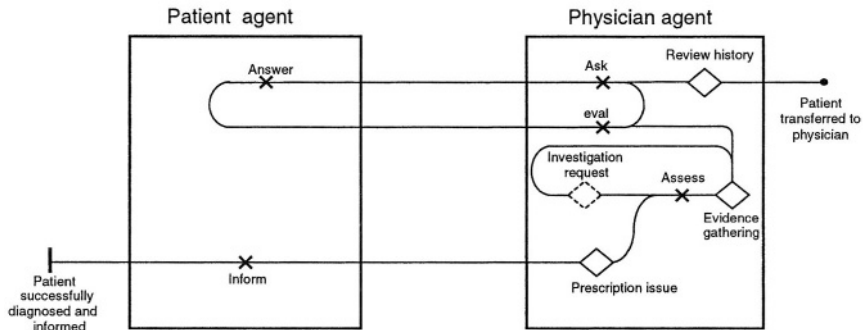 Patient agent
Physician agent
Review history
Answer
Ask
eval
Patient
transferred to
physician
Investigation
request
Assess
Evidence
gathering
Inform
Prescription issue
Patient
successfully
diagnosed and
informed